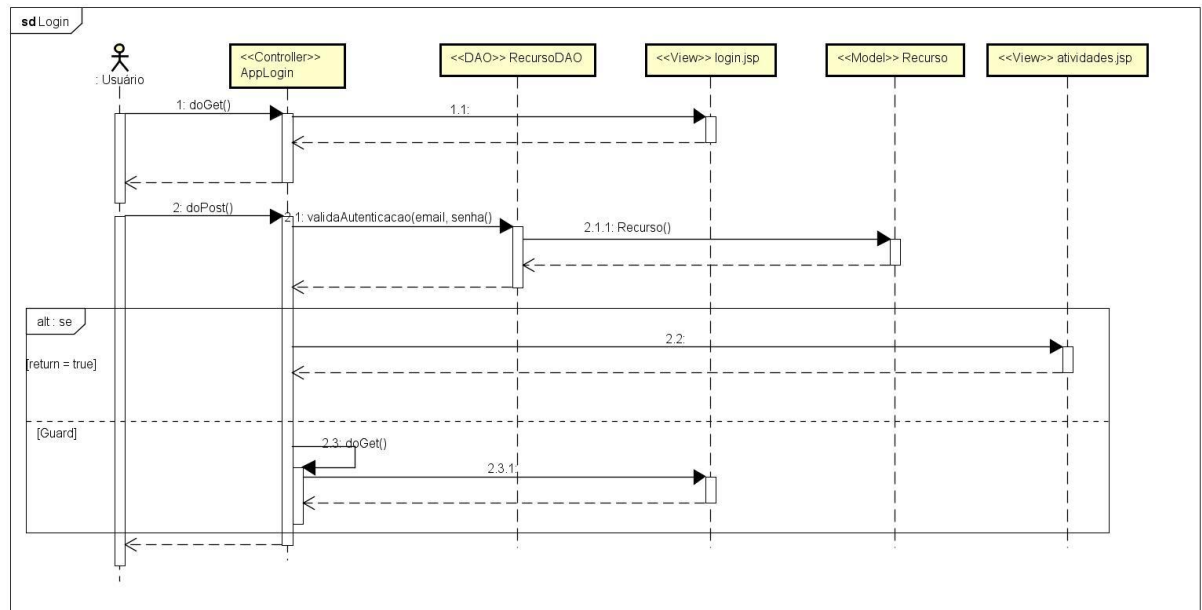 sd Login
: Usuário
<<Controller>>
AppLogin
<<DAO>> RecursoDAO
<<View>> login.jsp
<<Model>> Recurso
<<View>> atividades.jsp
1: doGet()
1.1:
2: doPost()
2.1: validaAutenticacao(email, senha()
2.1.1: Recurso()
alt : se
2.2:
[return = true]
[Guard]
2.3: doGet()
2.3.1: